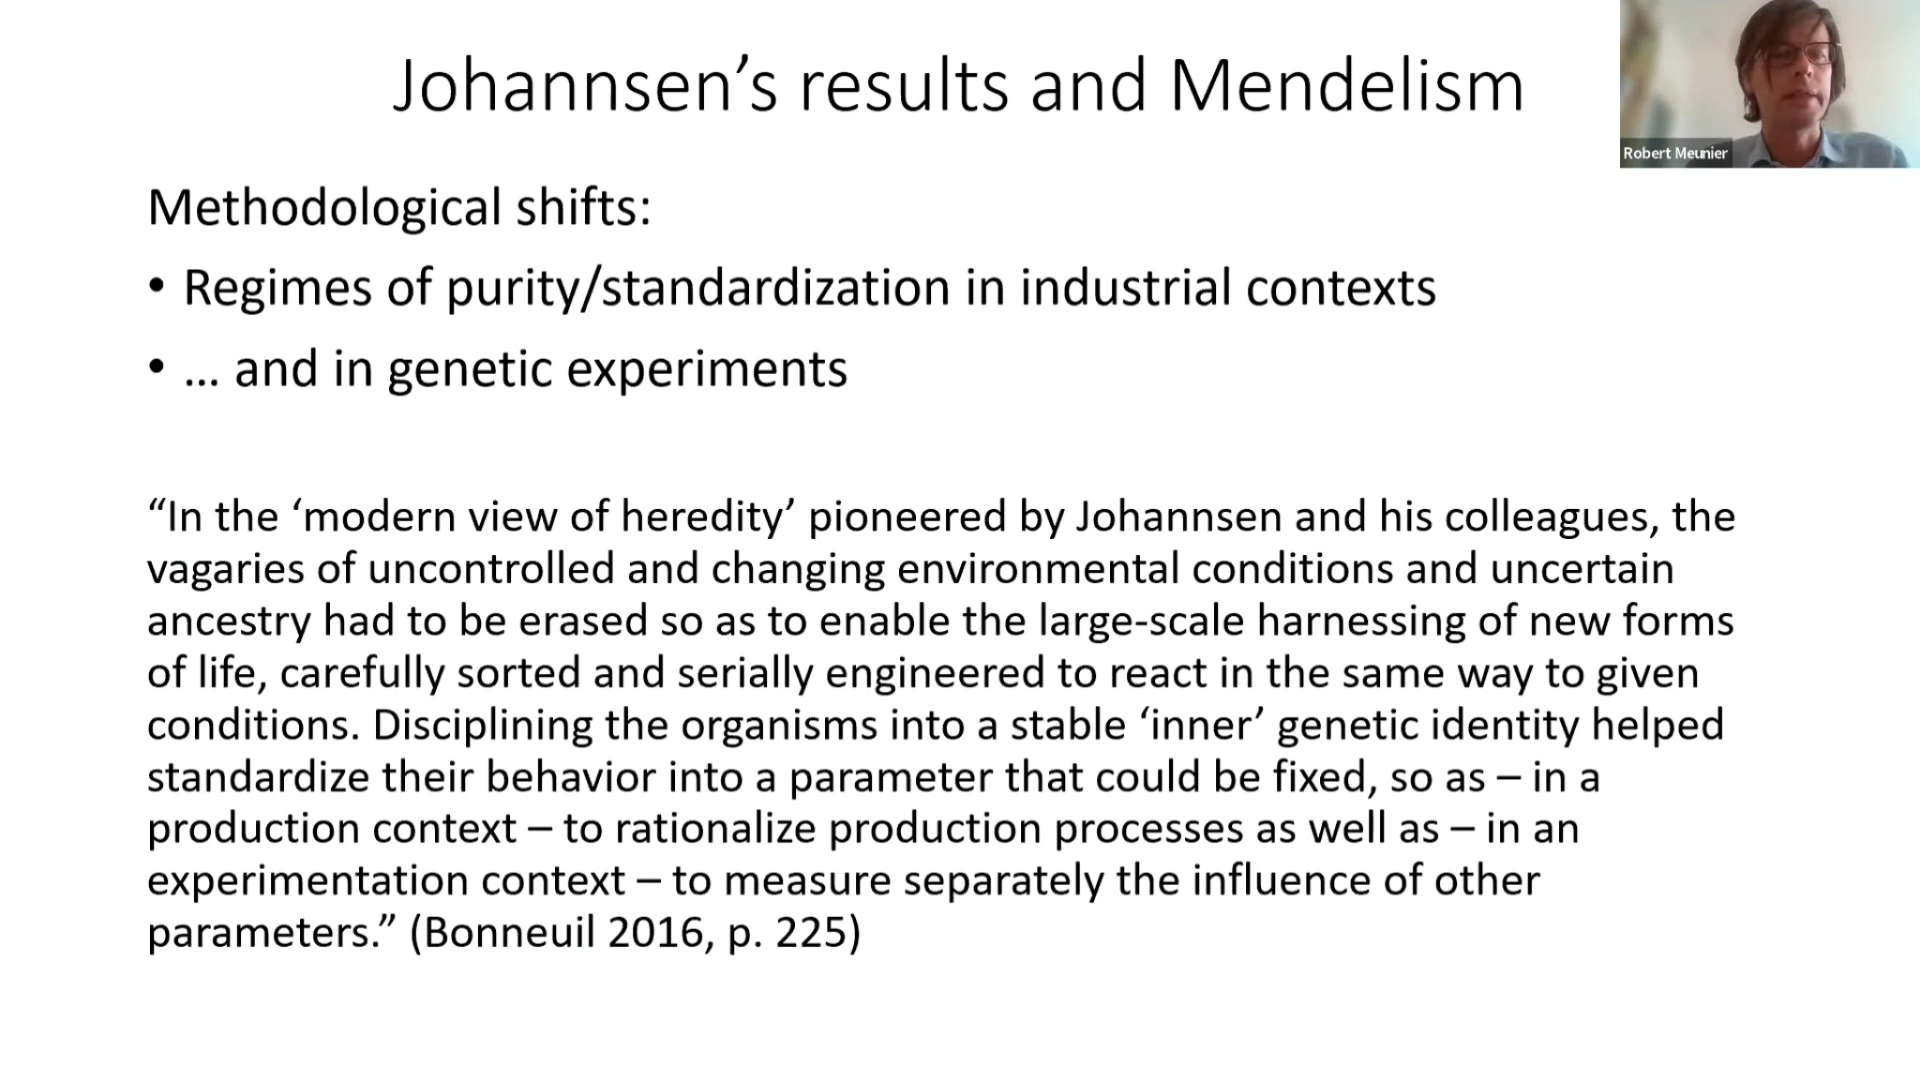 Johannsen’s results and Mendelism
Robert Meunier
Methodological shifts:
• Regimes of purity/standardization in industrial contexts
• … and in genetic experiments
“In the ‘modern view of heredity’ pioneered by Johannsen and his colleagues, the
vagaries of uncontrolled and changing environmental conditions and uncertain
ancestry had to be erased so as to enable the large-scale harnessing of new forms
of life, carefully sorted and serially engineered to react in the same way to given
conditions. Disciplining the organisms into a stable ‘inner’ genetic identity helped
standardize their behavior into a parameter that could be fixed, so as – in a
production context – to rationalize production processes as well as – in an
experimentation context – to measure separately the influence of other
parameters.” (Bonneuil 2016, p. 225)